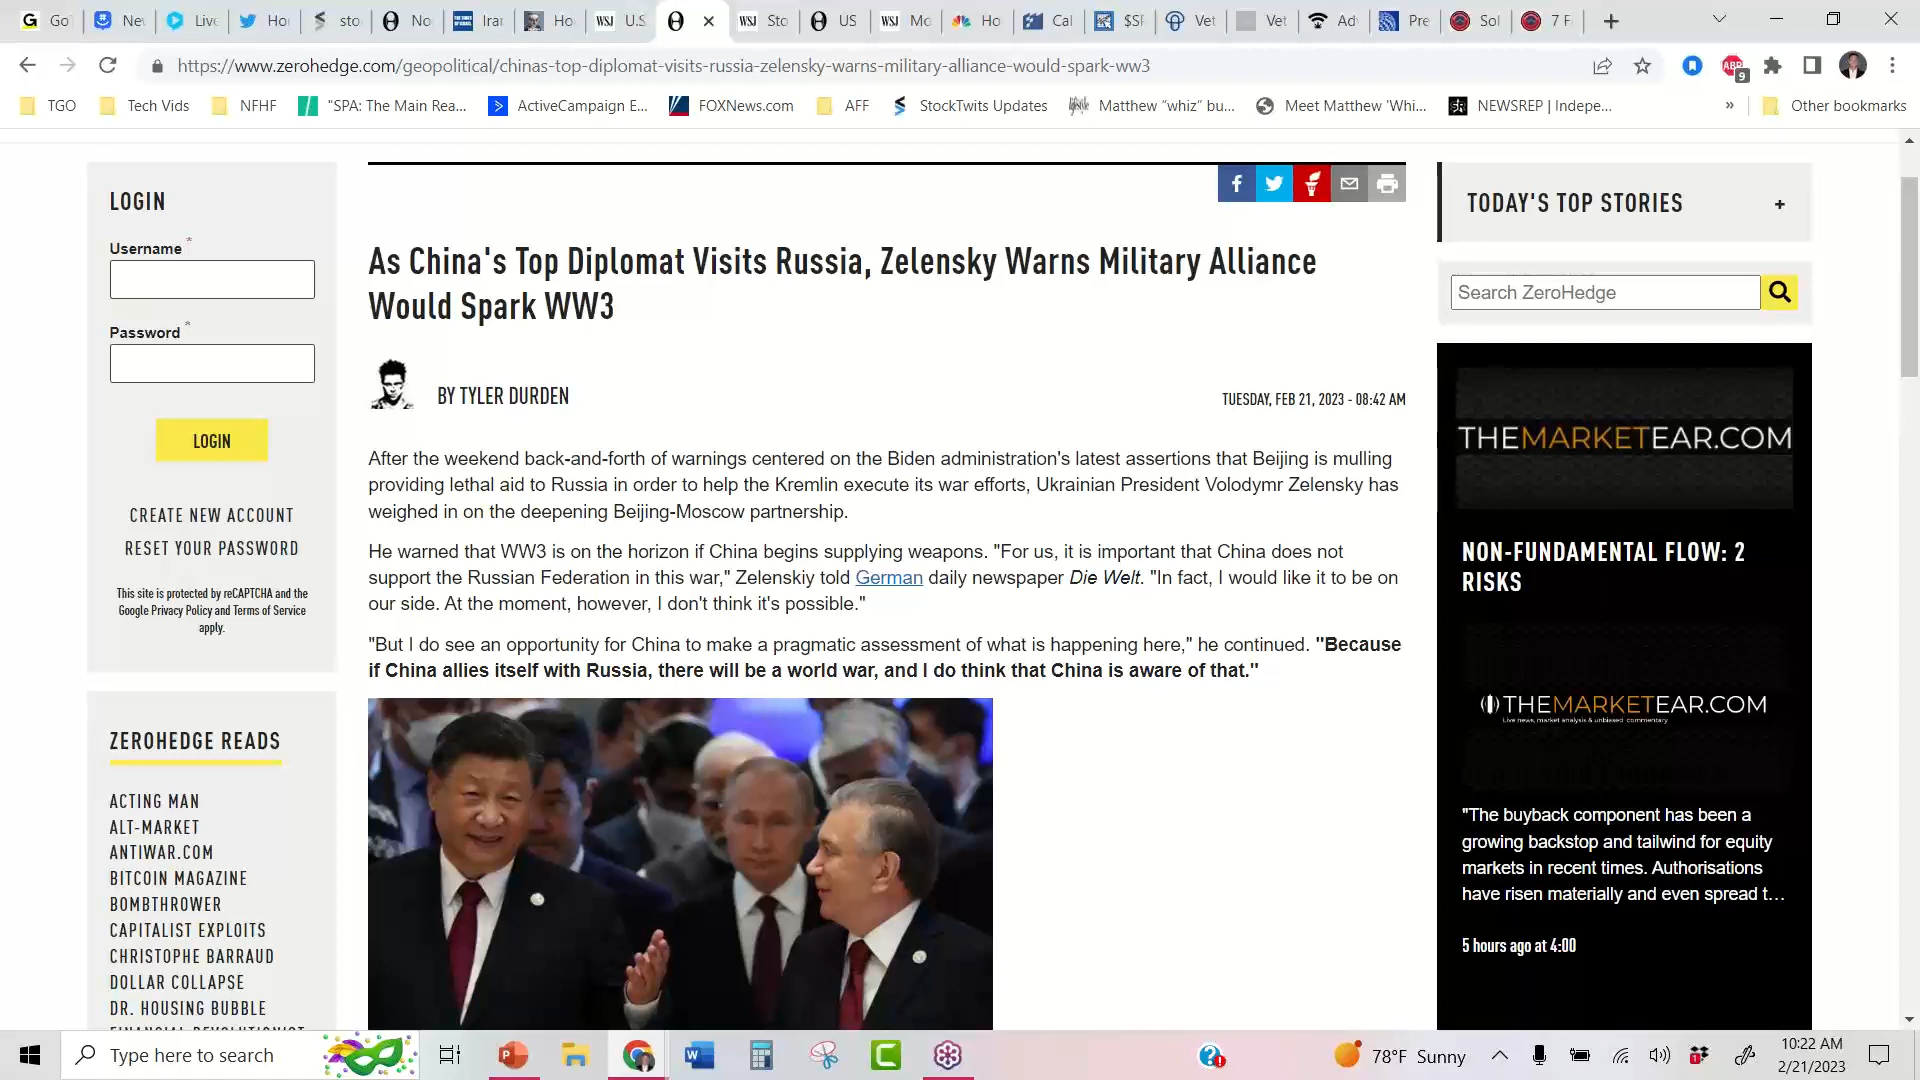 Go
Nev
Live
Hor
sto
No
Iran
Ho
WSJ
U.S
WSJ
Sto
US
WSJ
Mo
Ho
Cal
$SP
Vet
Vet
Ad
Pre
Sol
7 F
https://www.zerohedge.com/geopolitical/chinas-top-diplomat-visits-russia-zelensky-warns-military-alliance-would-spark-ww3
ABP
9
TGO
Tech Vids
NFHF
"SPA: The Main Rea...
ActiveCampaign E...
FOXNews.com
AFF
StockTwits Updates
Matthew "whiz" bu...
Meet Matthew 'Whi...
NEWSREP | Indepe...
»
Other bookmarks
LOGIN
Username *
Password *
LOGIN
CREATE NEW ACCOUNT
RESET YOUR PASSWORD
This site is protected by reCAPTCHA and the
Google Privacy Policy and Terms of Service
apply.
ZEROHEDGE READS
ACTING MAN
ALT-MARKET
ANTIWAR.COM
BITCOIN MAGAZINE
BOMBTHROWER
CAPITALIST EXPLOITS
CHRISTOPHE BARRAUD
DOLLAR COLLAPSE
DR. HOUSING BUBBLE
As China's Top Diplomat Visits Russia, Zelensky Warns Military Alliance
Would Spark WW3
BY TYLER DURDEN
TUESDAY, FEB 21, 2023 - 08:42 AM
After the weekend back-and-forth of warnings centered on the Biden administration's latest assertions that Beijing is mulling
providing lethal aid to Russia in order to help the Kremlin execute its war efforts, Ukrainian President Volodymr Zelensky has
weighed in on the deepening Beijing-Moscow partnership.
He warned that WW3 is on the horizon if China begins supplying weapons. "For us, it is important that China does not
support the Russian Federation in this war," Zelenskiy told German daily newspaper Die Welt. "In fact, I would like it to be on
our side. At the moment, however, I don't think it's possible."
"But I do see an opportunity for China to make a pragmatic assessment of what is happening here," he continued. "Because
if China allies itself with Russia, there will be a world war, and I do think that China is aware of that."
TODAY'S TOP STORIES
+
Search ZeroHedge
THEMARKETEAR.COM
NON-FUNDAMENTAL FLOW: 2
RISKS
THEMARKETEAR.COM
Live news, market analysis & unbiased commentary
"The buyback component has been a
growing backstop and tailwind for equity
markets in recent times. Authorisations
have risen materially and even spread t...
5 hours ago at 4:00
Type here to search
78°F Sunny
10:22 AM
2/21/2023